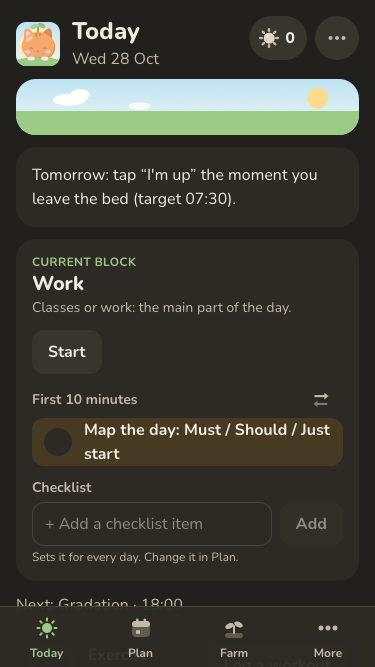 Today
Wed 28 Oct
0
Tomorrow: tap “I'm up” the moment you
leave the bed (target 07:30).
CURRENT BLOCK
Work
Classes or work: the main part of the day.
Start
First 10 minutes
Map the day: Must / Should / Just
start
Checklist
+ Add a checklist item
Add
Sets it for every day. Change it in Plan.
Next: Gradation · 18:00
Today
Plan
Farm
More